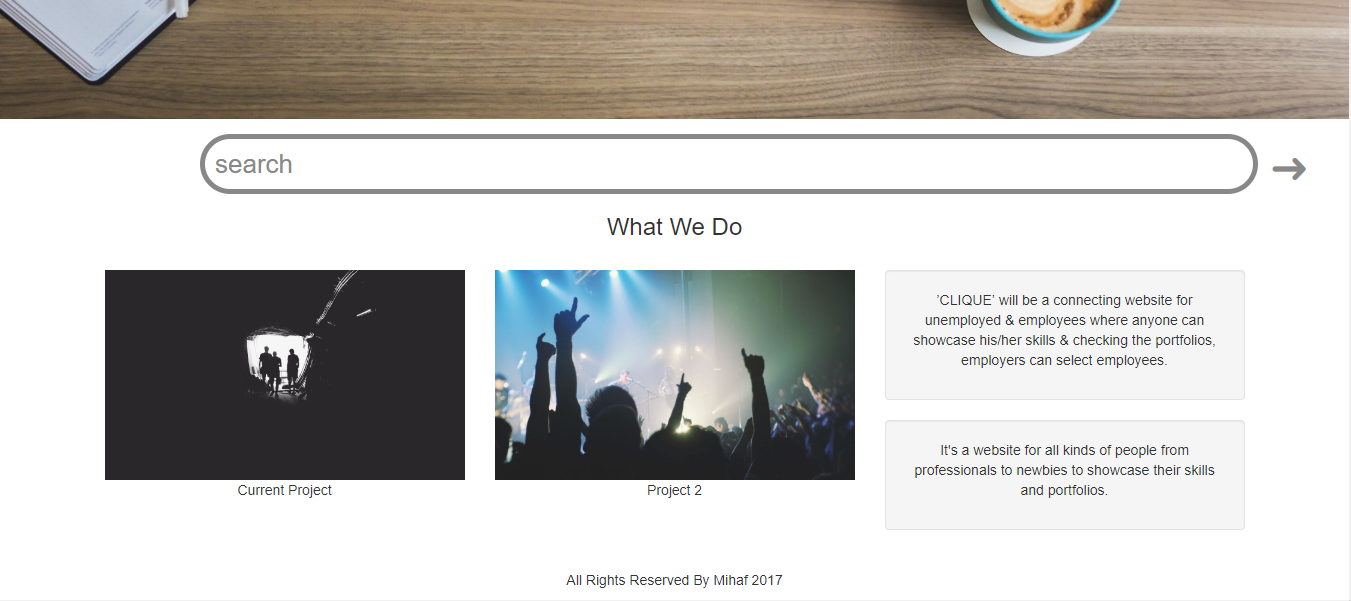 search
What We Do
Current Project
Project 2
'CLIQUE' will be a connecting website for
unemployed & employees where anyone can
showcase his/her skills & checking the portfolios,
employers can select employees.
It's a website for all kinds of people from
professionals to newbies to showcase their skills
and portfolios.
All Rights Reserved By Mihaf 2017